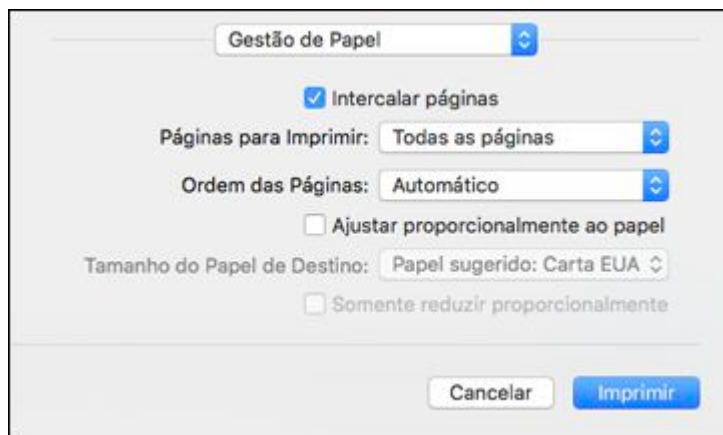 Gestão de Papel
Intercalar páginas
Páginas para Imprimir: Todas as páginas
Ordem das Páginas: Automático
Ajustar proporcionalmente ao papel
Tamanho do Papel de Destino: Papel sugerido: Carta EUA
Somente reduzir proporcionalmente
Cancelar Imprimir